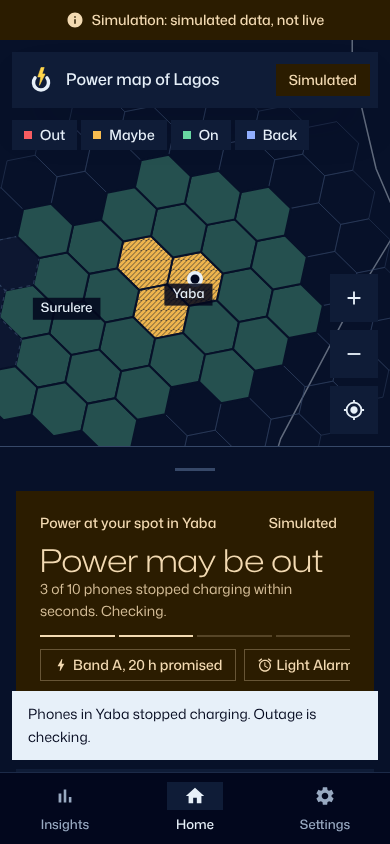 Simulation: simulated data, not live
Power map of Lagos
Simulated
Out
Maybe
On
Back
Yaba
Surulere
Power at your spot in Yaba
Simulated
Power may be out
3 of 10 phones stopped charging within
seconds. Checking.
Band A, 20 h promised
Light Alarm
Phones in Yaba stopped charging. Outage is
checking.
Insights
Home
Settings